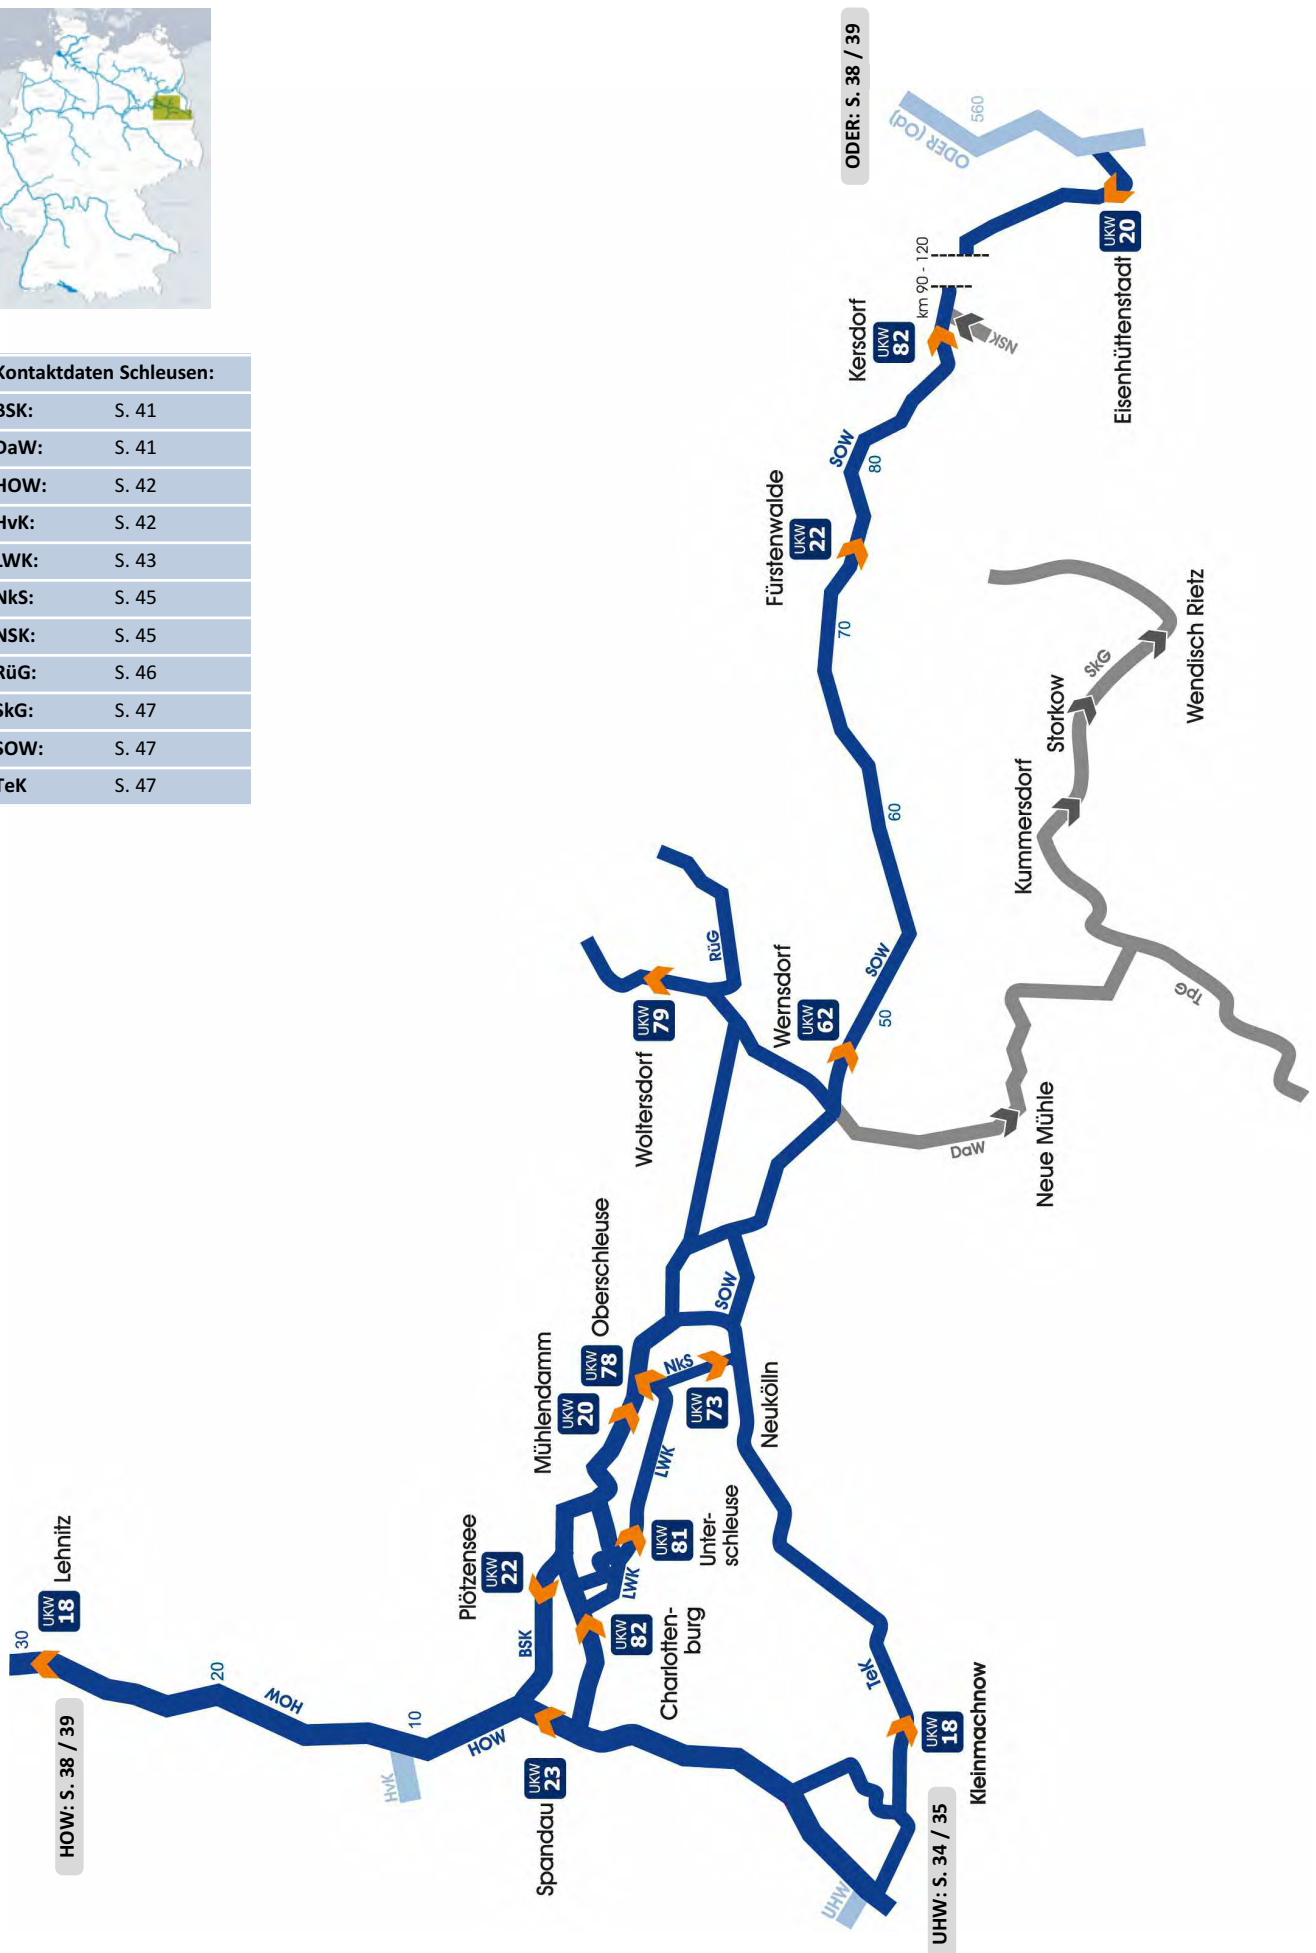 ODER: S. 38 / 39
ODER (Od)
560
km 90 - 120
UKW
20
Eisenhüttenstadt
Kersdorf
UKW
82
NSK
SOW
80
Fürstenwalde
UKW
22
70
60
Wendisch Rietz
SkG
Storkow
Kummersdorf
TpG
Kontaktdaten Schleusen:
BSK: S. 41
DaW: S. 41
HOW: S. 42
HvK: S. 42
LWK: S. 43
NkS: S. 45
NSK: S. 45
RüG: S. 46
SkG: S. 47
SOW: S. 47
TeK S. 47
RüG
UKW
79
Woltersdorf
Wernsdorf
UKW
62
SOW
50
DaW
Neue Mühle
Oberschleuse
UKW
78
Mühlendamm
UKW
20
SOW
NkS
UKW
73
Neukölln
LWK
Plötzensee
UKW
22
UKW
81
Unter-
schleuse
LWK
UKW
82
Charlotten-
burg
BSK
Lehnitz
UKW
18
30
20
HOW
10
HOW
HvK
HOW: S. 38 / 39
UKW
23
Spandau
TeK
UKW
18
Kleinmachnow
UHW
UHW: S. 34 / 35